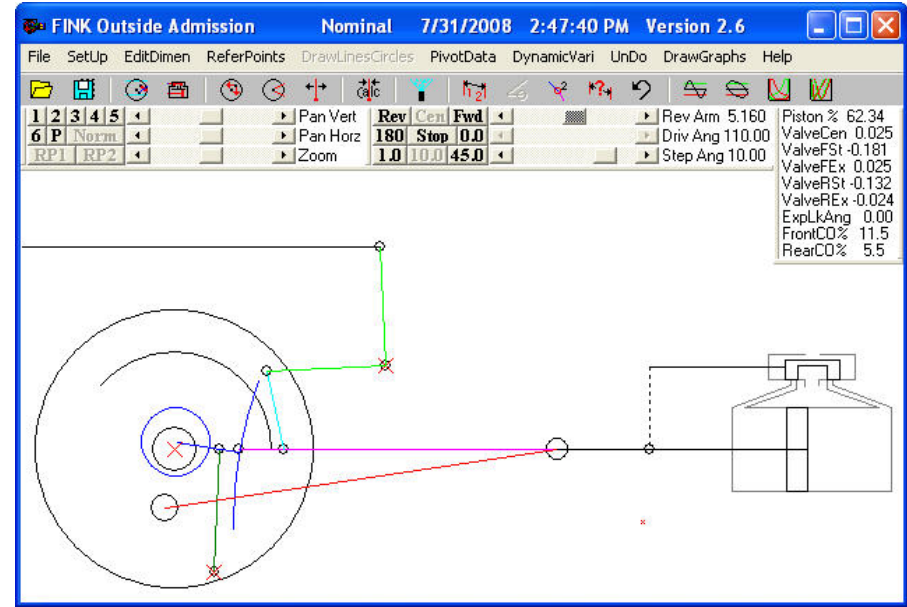 FINK Outside Admission Nominal 7/31/2008 2:47:40 PM Version 2.6
File SetUp EditDimen ReferPoints DrawLinesCircles PivotData DynamicVari UnDo DrawGraphs Help
calc
1 2 3 4 5 Pan Vert Rev Cen Fwd Rev Arm 5.160
6 P Norm Pan Horz 180 Stop 0.0 Driv Ang 110.00
RP1 RP2 Zoom 1.0 10.0 45.0 Step Ang 10.00
Piston % 62.34
ValveCen 0.025
ValveFSt -0.181
ValveFEx 0.025
ValveRSt -0.132
ValveREx -0.024
ExpLkAng 0.00
FrontCO% 11.5
RearCO% 5.5